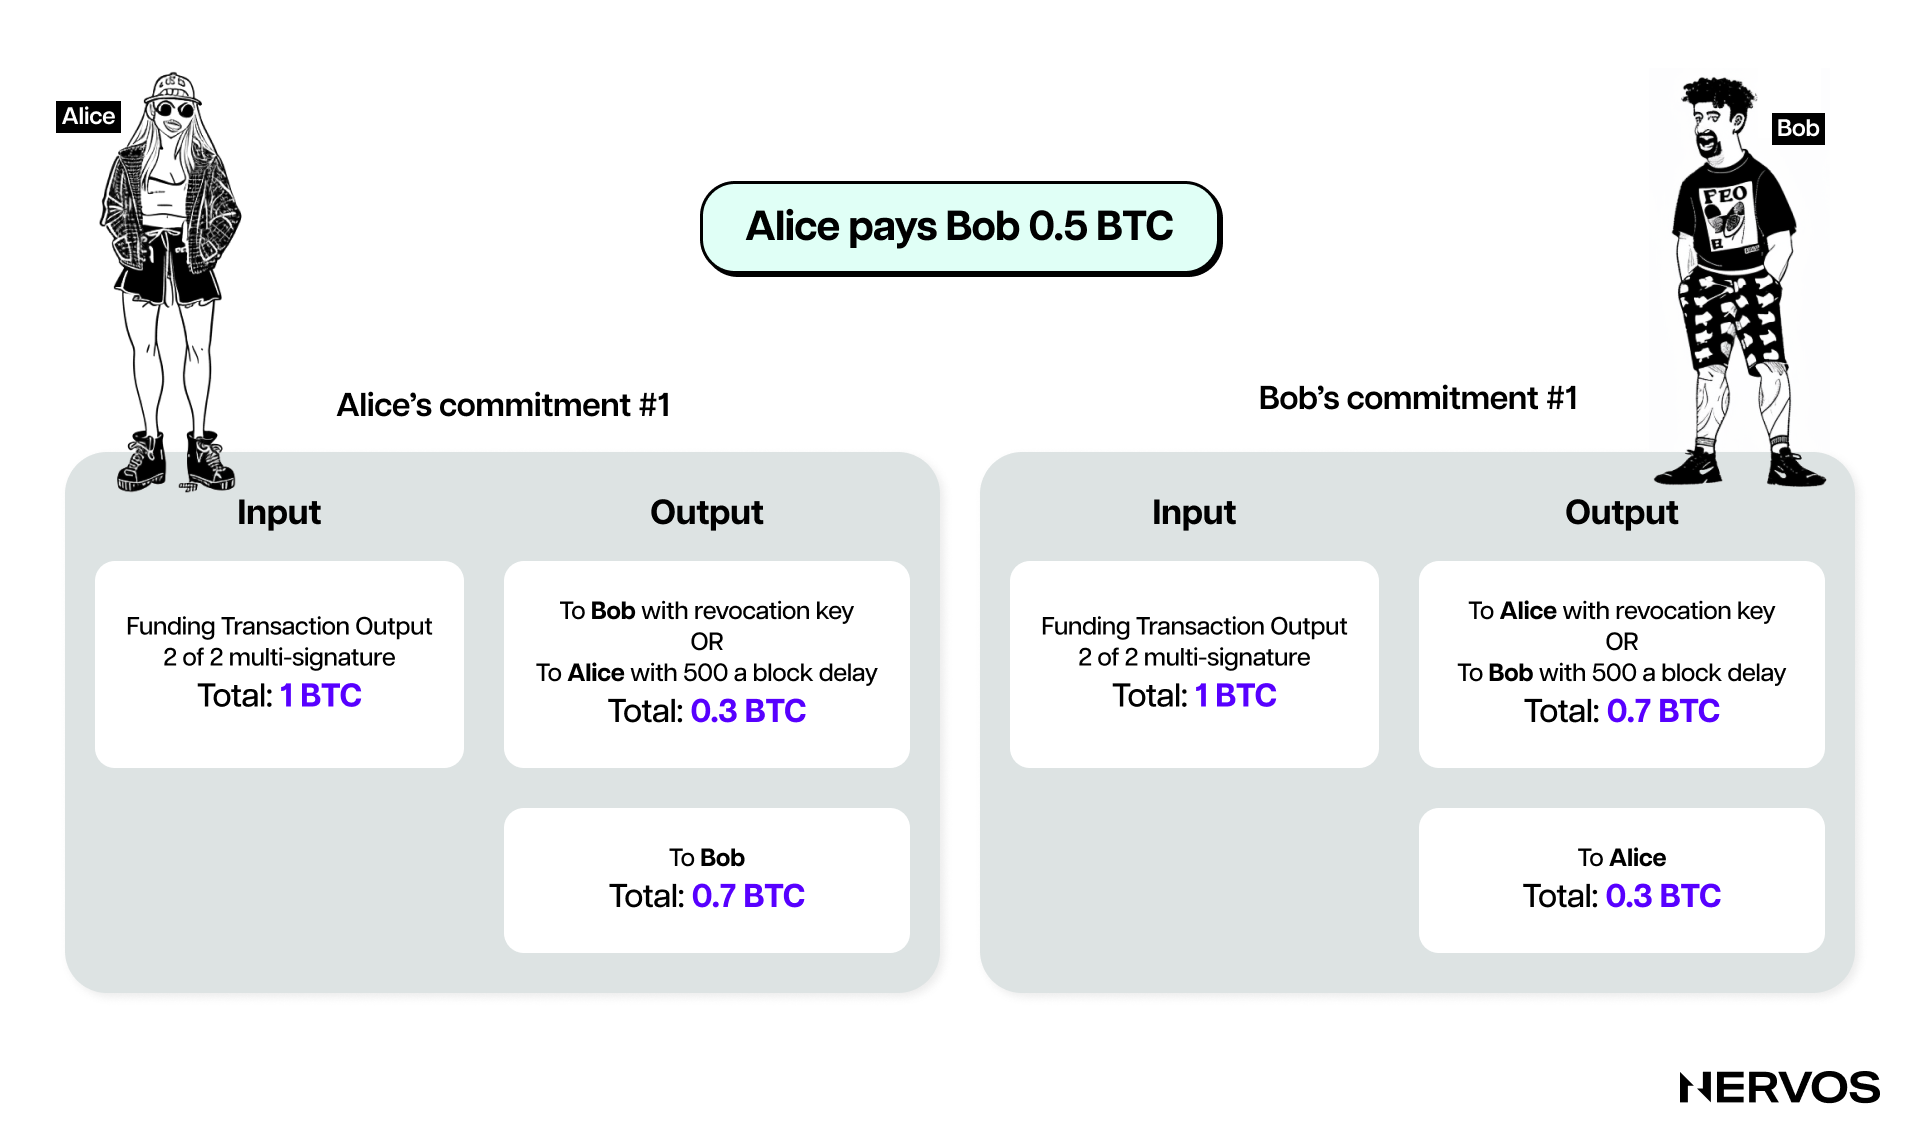 Alice
Bob
Alice pays Bob 0.5 BTC
Alice’s commitment #1
Bob’s commitment #1
Input
Output
Funding Transaction Output
2 of 2 multi-signature
Total: 1 BTC
To Bob with revocation key
OR
To Alice with 500 a block delay
Total: 0.3 BTC
To Bob
Total: 0.7 BTC
Input
Output
Funding Transaction Output
2 of 2 multi-signature
Total: 1 BTC
To Alice with revocation key
OR
To Bob with 500 a block delay
Total: 0.7 BTC
To Alice
Total: 0.3 BTC
FEO
H
NERVOS